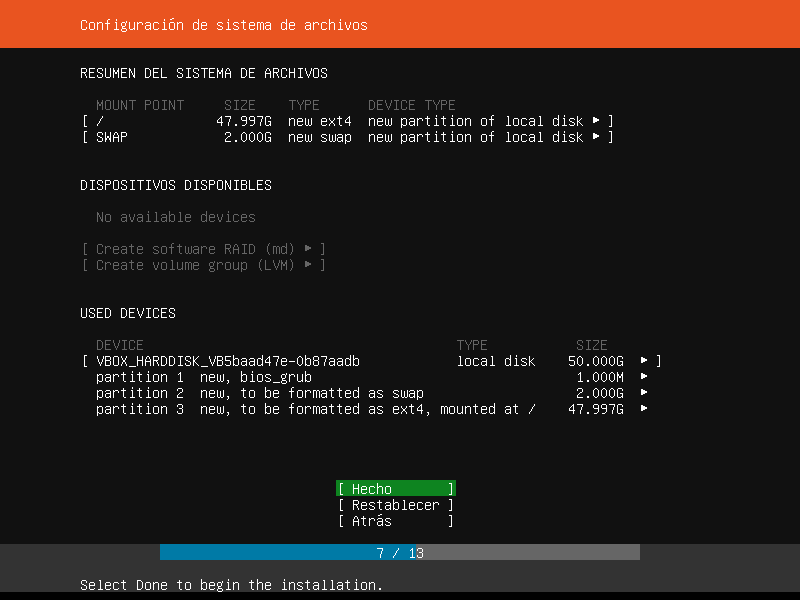 Configuración de sistema de archivos
RESUMEN DEL SISTEMA DE ARCHIVOS
MOUNT POINT SIZE TYPE DEVICE TYPE
[ / 47.997G new ext4 new partition of local disk ▸ ]
[ SWAP 2.000G new swap new partition of local disk ▸ ]
DISPOSITIVOS DISPONIBLES
No available devices
[ Create software RAID (md) ▸ ]
[ Create volume group (LVM) ▸ ]
USED DEVICES
DEVICE TYPE SIZE
[ VBOX_HARDDISK_VB5baad47e-0b87aadb local disk 50.000G ▸ ]
partition 1 new, bios_grub 1.000M ▸
partition 2 new, to be formatted as swap 2.000G ▸
partition 3 new, to be formatted as ext4, mounted at / 47.997G ▸
[ Hecho ]
[ Restablecer ]
[ Atrás ]
7 / 13
Select Done to begin the installation.